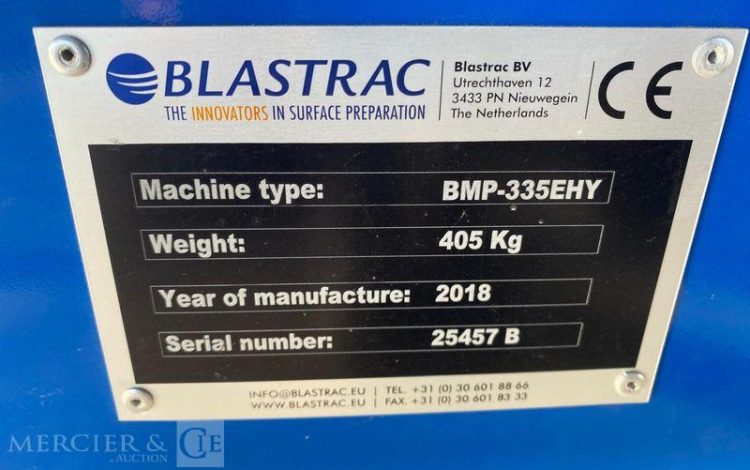 BLASTRAC
THE INNOVATORS IN SURFACE PREPARATION
Blastrac BV
Utrechthaven 12
3433 PN Nieuwegein
The Netherlands
CE
Machine type: BMP-335EHY
Weight: 405 Kg
Year of manufacture: 2018
Serial number: 25457 B
INFO@BLASTRAC.EU | TEL. +31 (0) 30 601 88 66
WWW.BLASTRAC.EU | FAX. +31 (0) 30 601 83 33
MERCIER & CIE
AUCTION